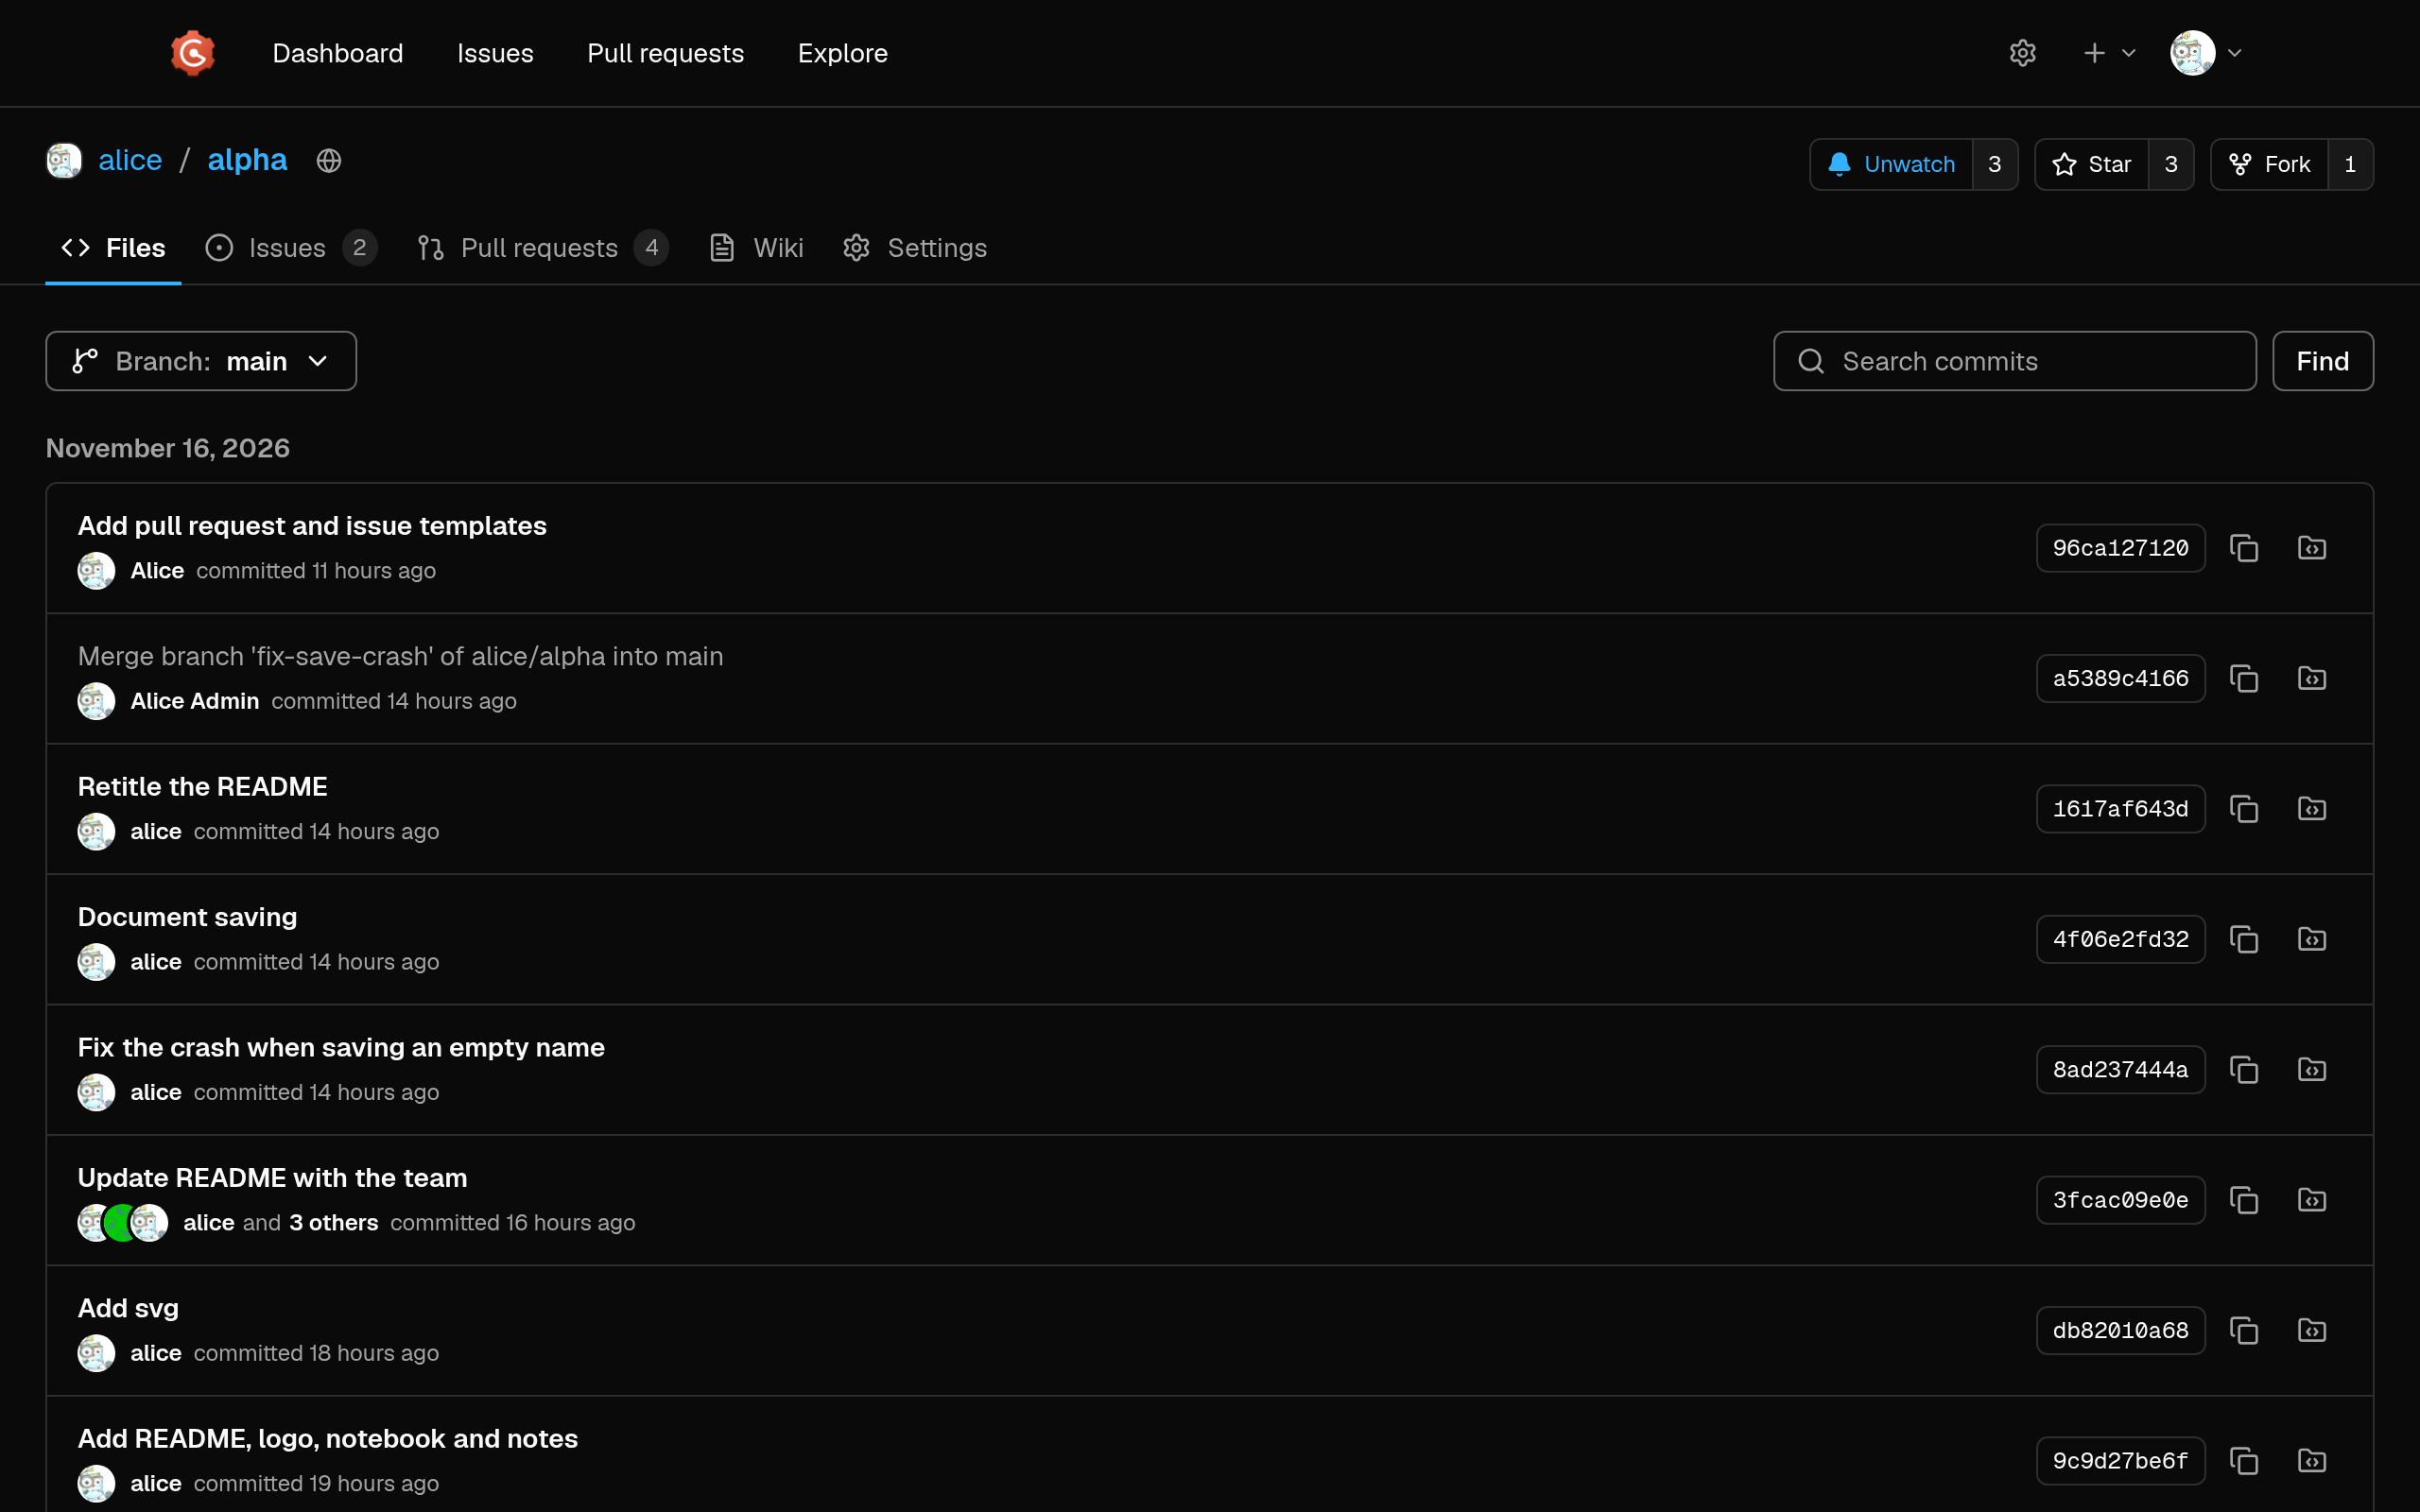 Dashboard Issues Pull requests Explore
alice / alpha
Unwatch 3 Star 3 Fork 1
Files Issues 2 Pull requests 4 Wiki Settings
Branch: main
Search commits Find
November 16, 2026
Add pull request and issue templates
Alice committed 11 hours ago
96ca127120
Merge branch 'fix-save-crash' of alice/alpha into main
Alice Admin committed 14 hours ago
a5389c4166
Retitle the README
alice committed 14 hours ago
1617af643d
Document saving
alice committed 14 hours ago
4f06e2fd32
Fix the crash when saving an empty name
alice committed 14 hours ago
8ad237444a
Update README with the team
alice and 3 others committed 16 hours ago
3fcac09e0e
Add svg
alice committed 18 hours ago
db82010a68
Add README, logo, notebook and notes
alice committed 19 hours ago
9c9d27be6f